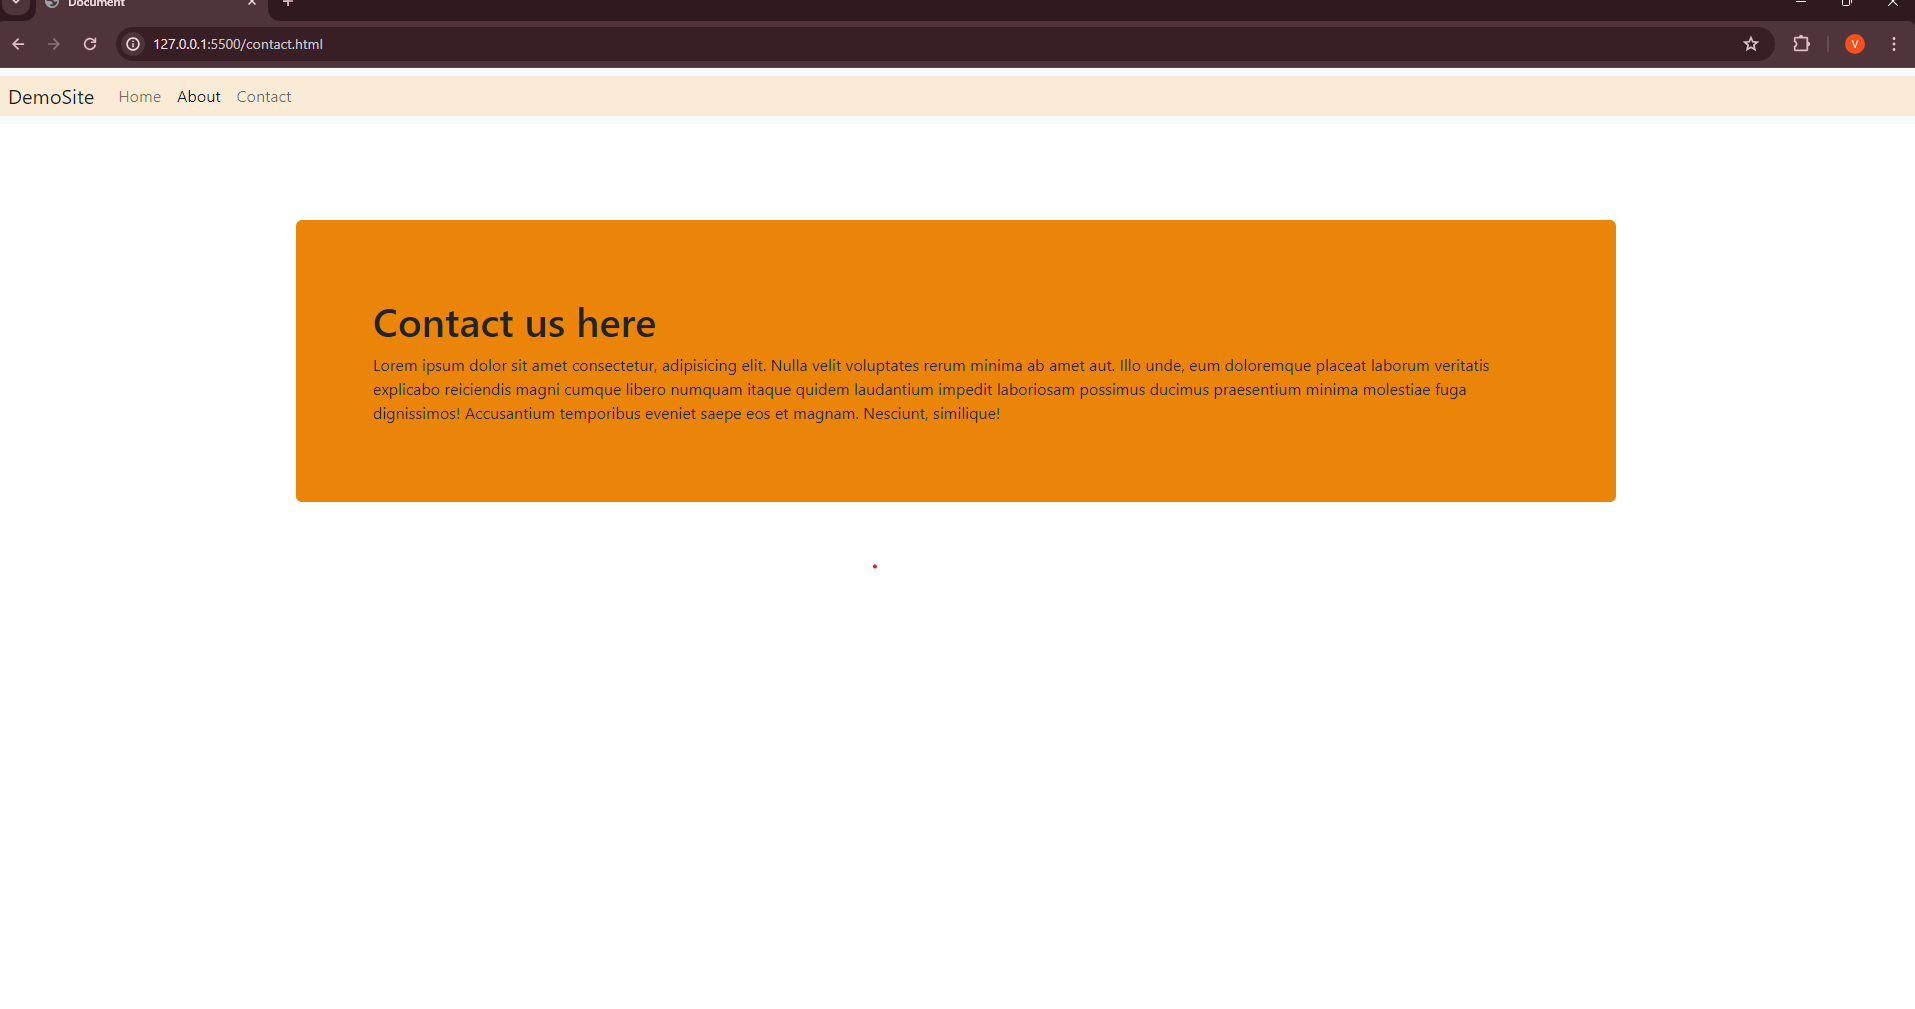 Document
127.0.0.1:5500/contact.html
V
DemoSite Home About Contact
Contact us here
Lorem ipsum dolor sit amet consectetur, adipisicing elit. Nulla velit voluptates rerum minima ab amet aut. Illo unde, eum doloremque placeat laborum veritatis
explicabo reiciendis magni cumque libero numquam itaque quidem laudantium impedit laboriosam possimus ducimus praesentium minima molestiae fuga
dignissimos! Accusantium temporibus eveniet saepe eos et magnam. Nesciunt, similique!